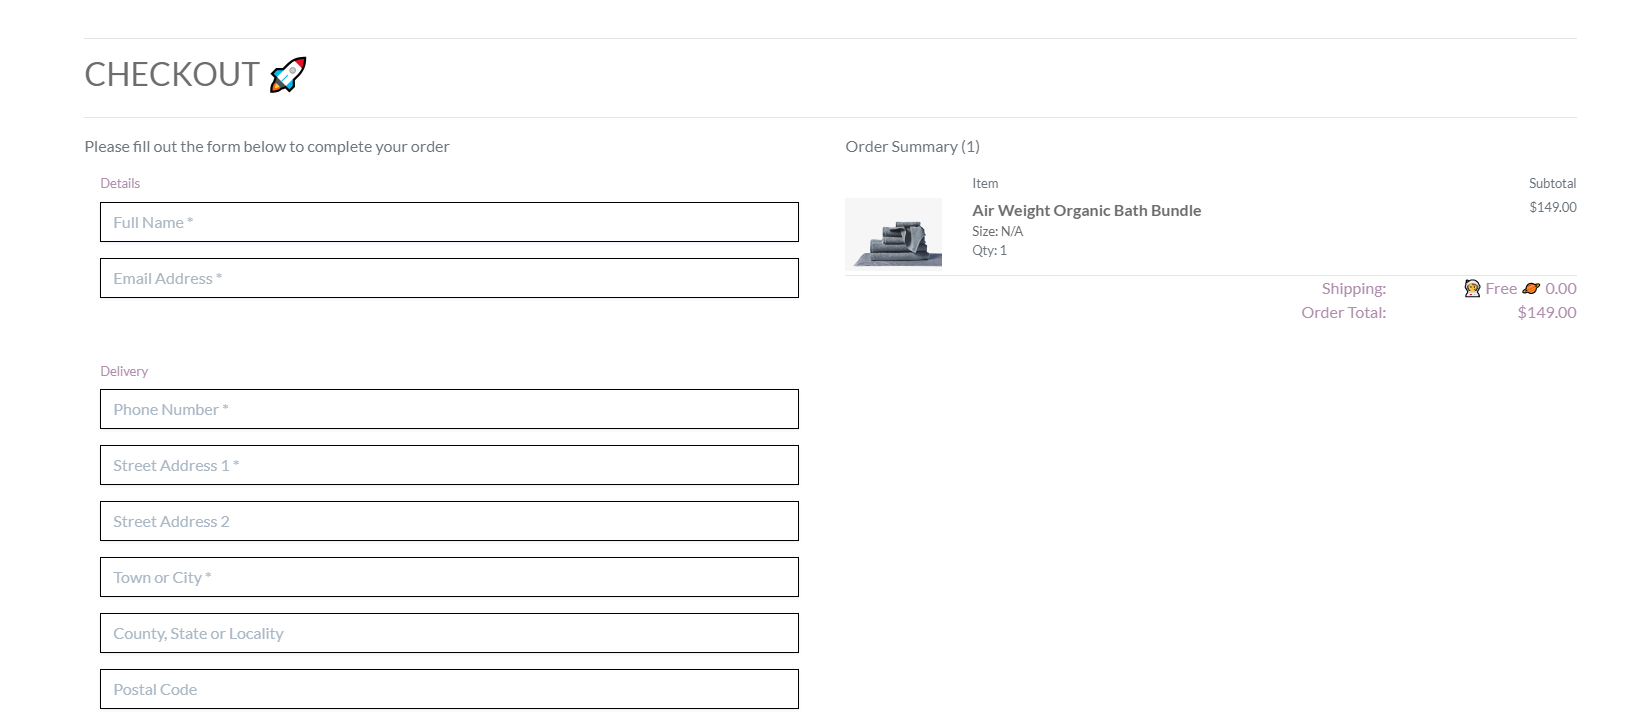 CHECKOUT 🚀
Please fill out the form below to complete your order
Details
Full Name *
Email Address *
Delivery
Phone Number *
Street Address 1 *
Street Address 2
Town or City *
County, State or Locality
Postal Code
Order Summary (1)
Item Subtotal
Air Weight Organic Bath Bundle $149.00
Size: N/A
Qty: 1
Shipping: 👩‍🚀 Free 🪐 0.00
Order Total: $149.00